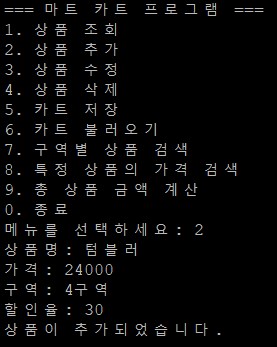 === 마트 카트 프로그램 ===
1. 상품 조회
2. 상품 추가
3. 상품 수정
4. 상품 삭제
5. 카트 저장
6. 카트 불러오기
7. 구역별 상품 검색
8. 특정 상품의 가격 검색
9. 총 상품 금액 계산
0. 종료
메뉴를 선택하세요: 2
상품명: 텀블러
가격: 24000
구역: 4구역
할인율: 30
상품이 추가되었습니다.